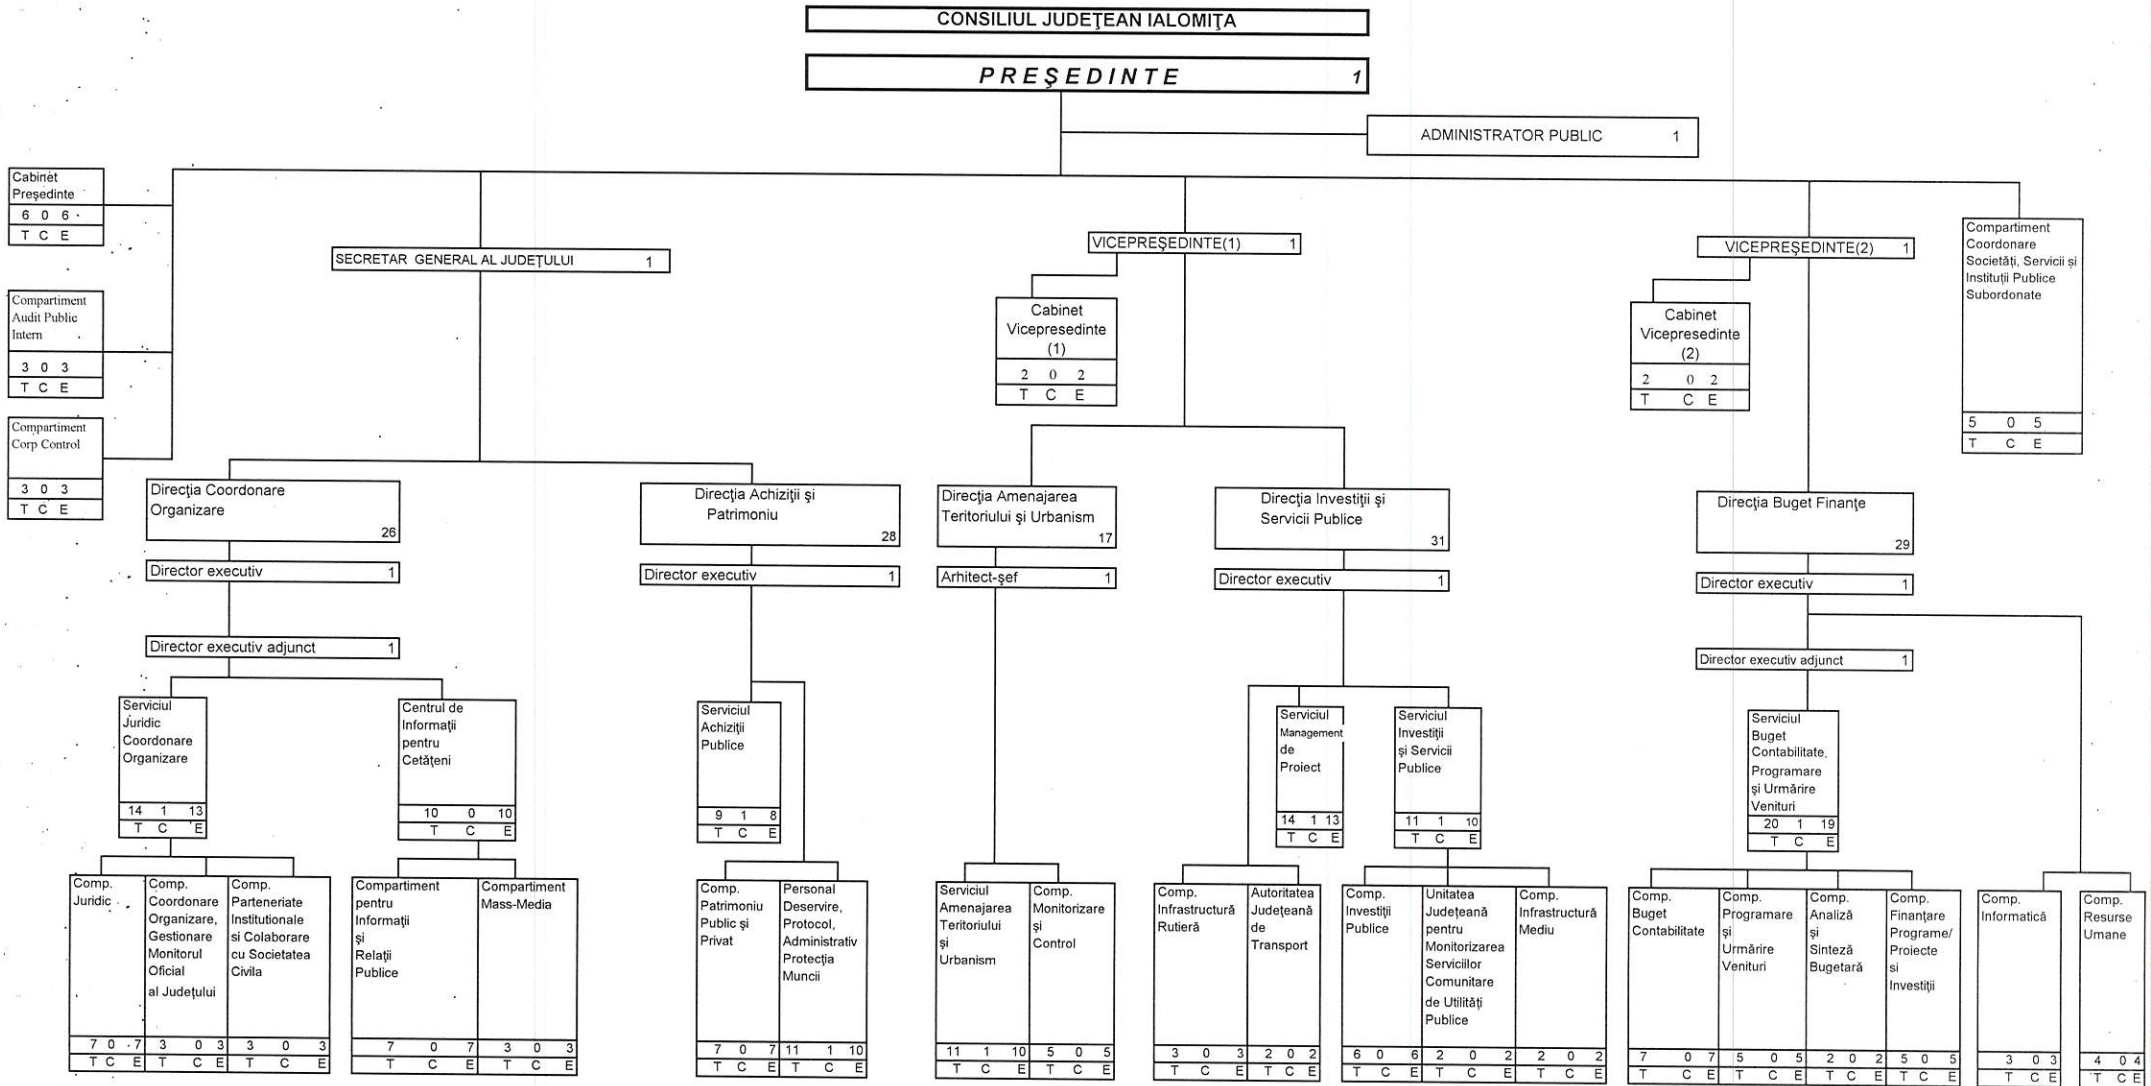 CONSILIUL JUDEŢEAN IALOMIŢA
PREŞEDINTE 1
ADMINISTRATOR PUBLIC 1
Cabinet
Preşedinte
6 0 6
T C E
Compartiment
Audit Public
Intern
3 0 3
T C E
Compartiment
Corp Control
3 0 3
T C E
SECRETAR GENERAL AL JUDEŢULUI 1
VICEPREŞEDINTE(1) 1
Cabinet
Vicepresedinte
(1)
2 0 2
T C E
VICEPREŞEDINTE(2) 1
Cabinet
Vicepresedinte
(2)
2 0 2
T C E
Compartiment
Coordonare
Societăţi, Servicii şi
Instituţii Publice
Subordonate
5 0 5
T C E
Direcţia Coordonare
Organizare
26
Director executiv 1
Director executiv adjunct 1
Direcţia Achiziţii şi
Patrimoniu
28
Director executiv 1
Direcţia Amenajarea
Teritoriului şi Urbanism
17
Arhitect-şef 1
Direcţia Investiţii şi
Servicii Publice
31
Director executiv 1
Direcţia Buget Finanţe
29
Director executiv 1
Director executiv adjunct 1
Serviciul
Juridic
Coordonare
Organizare
14 1 13
T C E
Centrul de
Informaţii
pentru
Cetăţeni
10 0 10
T C E
Serviciul
Achiziţii
Publice
9 1 8
T C E
Serviciul
Management
de
Proiect
14 1 13
T C E
Serviciul
Investiţii
şi Servicii
Publice
11 1 10
T C E
Serviciul
Buget
Contabilitate,
Programare
şi Urmărire
Venituri
20 1 19
T C E
Comp.
Juridic
7 0 7
T C E
Comp.
Coordonare
Organizare,
Gestionare
Monitorul
Oficial
al Judeţului
3 0 3
T C E
Comp.
Parteneriate
Institutionale
si Colaborare
cu Societatea
Civila
3 0 3
T C E
Compartiment
pentru
Informaţii
şi
Relaţii
Publice
7 0 7
T C E
Compartiment
Mass-Media
3 0 3
T C E
Comp.
Patrimoniu
Public şi
Privat
7 0 7
T C E
Personal
Deservire,
Protocol,
Administrativ
Protecţia
Muncii
11 1 10
T C E
Serviciul
Amenajarea
Teritoriului
şi
Urbanism
11 1 10
T C E
Comp.
Monitorizare
şi
Control
5 0 5
T C E
Comp.
Infrastructură
Rutieră
3 0 3
T C E
Autoritatea
Judeţeană
de
Transport
2 0 2
T C E
Comp.
Investiţii
Publice
6 0 6
T C E
Unitatea
Judeţeană
pentru
Monitorizarea
Serviciilor
Comunitare
de Utilităţi
Publice
2 0 2
T C E
Comp.
Infrastructură
Mediu
2 0 2
T C E
Comp.
Buget
Contabilitate
7 0 7
T C E
Comp.
Programare
şi
Urmărire
Venituri
5 0 5
T C E
Comp.
Analiză
şi
Sinteză
Bugetară
2 0 2
T C E
Comp.
Finanţare
Programe/
Proiecte
si
Investiţii
5 0 5
T C E
Comp.
Informatică
3 0 3
T C E
Comp.
Resurse
Umane
4 0 4
T C E